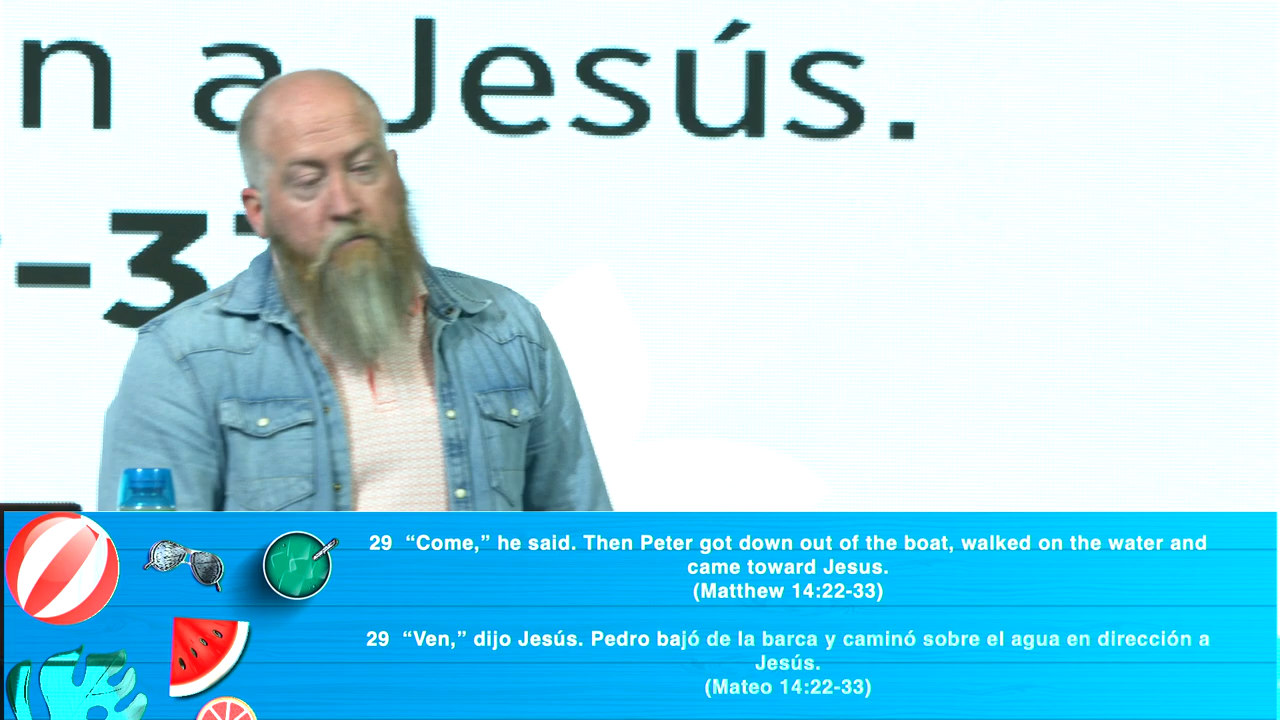 n a Jesús.
-3
29 “Come,” he said. Then Peter got down out of the boat, walked on the water and
came toward Jesus.
(Matthew 14:22-33)
29 “Ven,” dijo Jesús. Pedro bajó de la barca y caminó sobre el agua en dirección a
Jesús.
(Mateo 14:22-33)